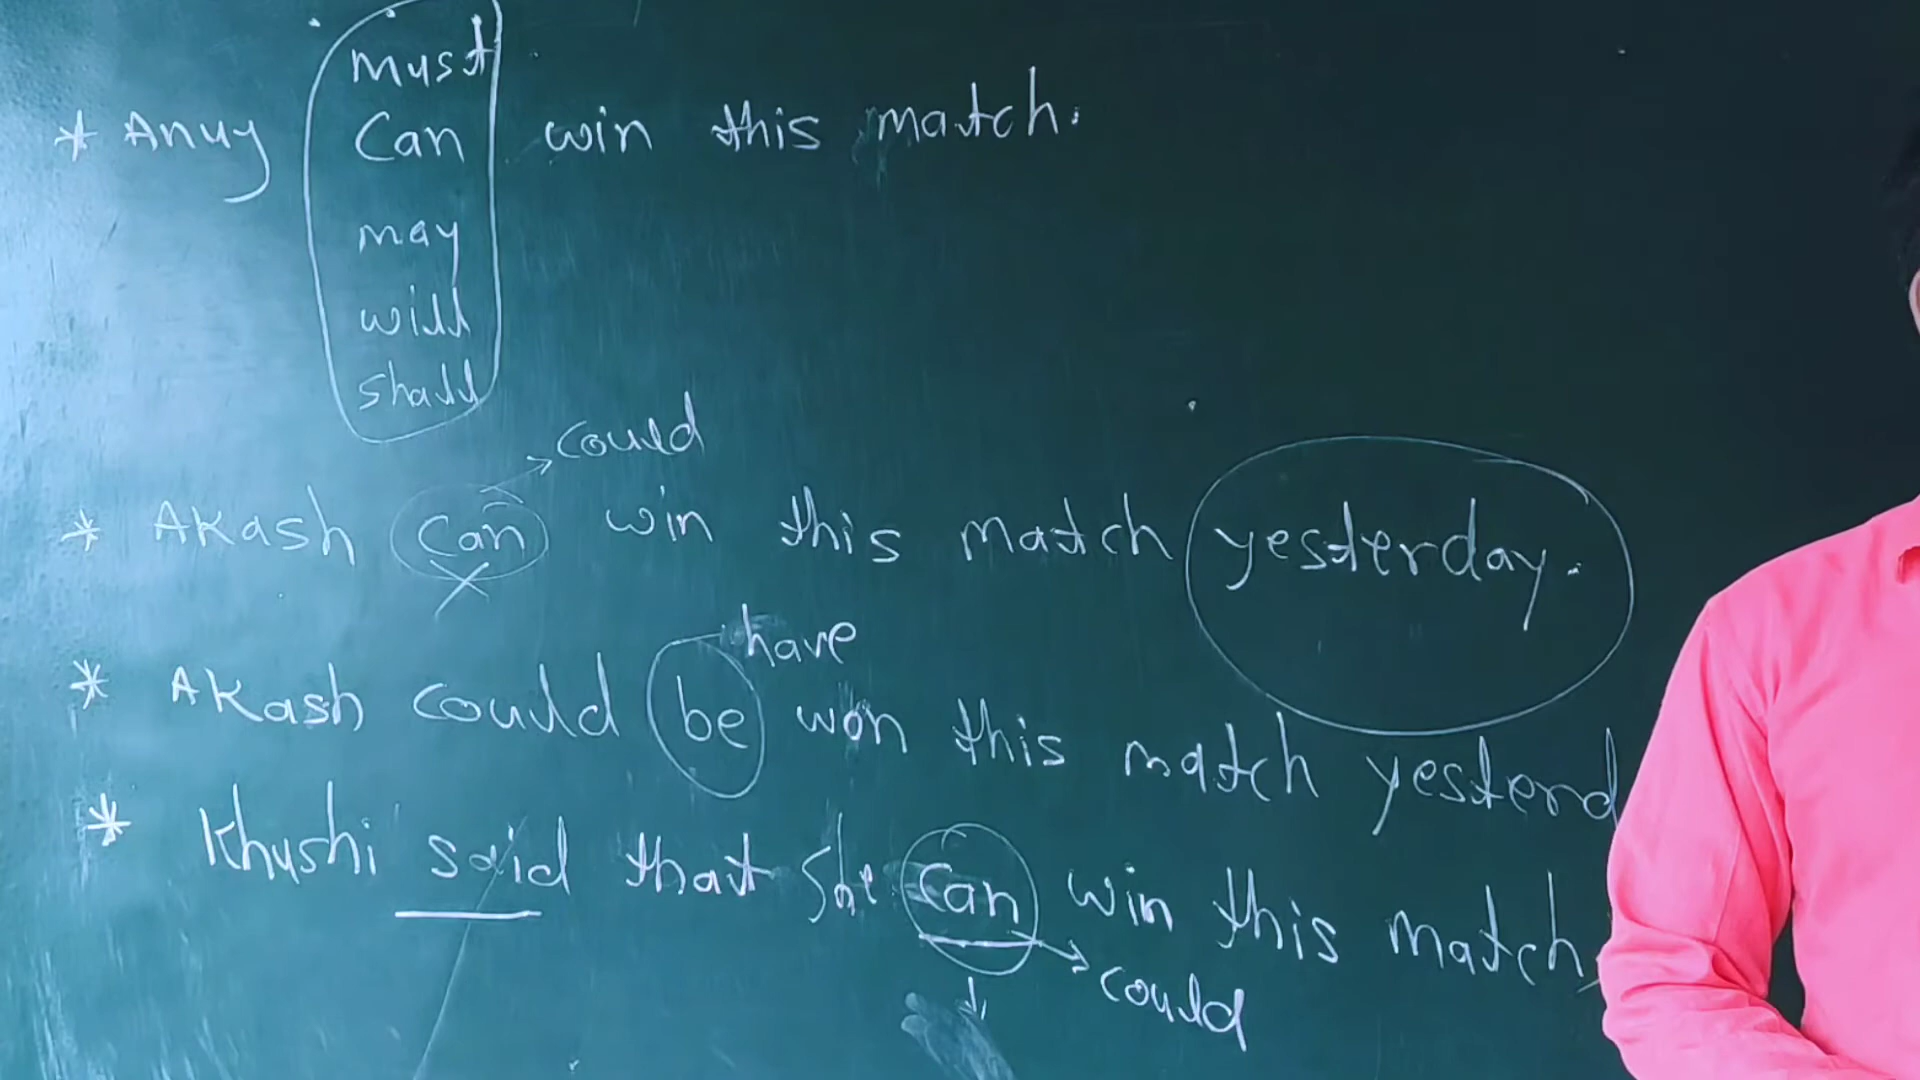 must
* Anuj can win this match.
may
will
shall
could
* Akash can win this match yesterday.
have
* Akash could be won this match yesterd
* Khushi said that she can win this match,
could